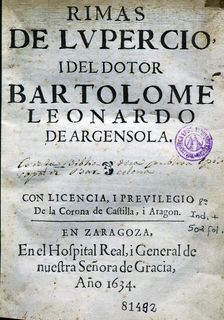 RIMAS
DE LVPERCIO,
I DEL DOTOR
BARTOLOME
LEONARDO
DE ARGENSOLA.
CON LICENCIA, I PREVILEGIO
De la Corona de Castilla, i Aragon.
EN ZARAGOZA,
En el Hospital Real, i General de
nuestra Señora de Gracia,
Año 1634.
81482